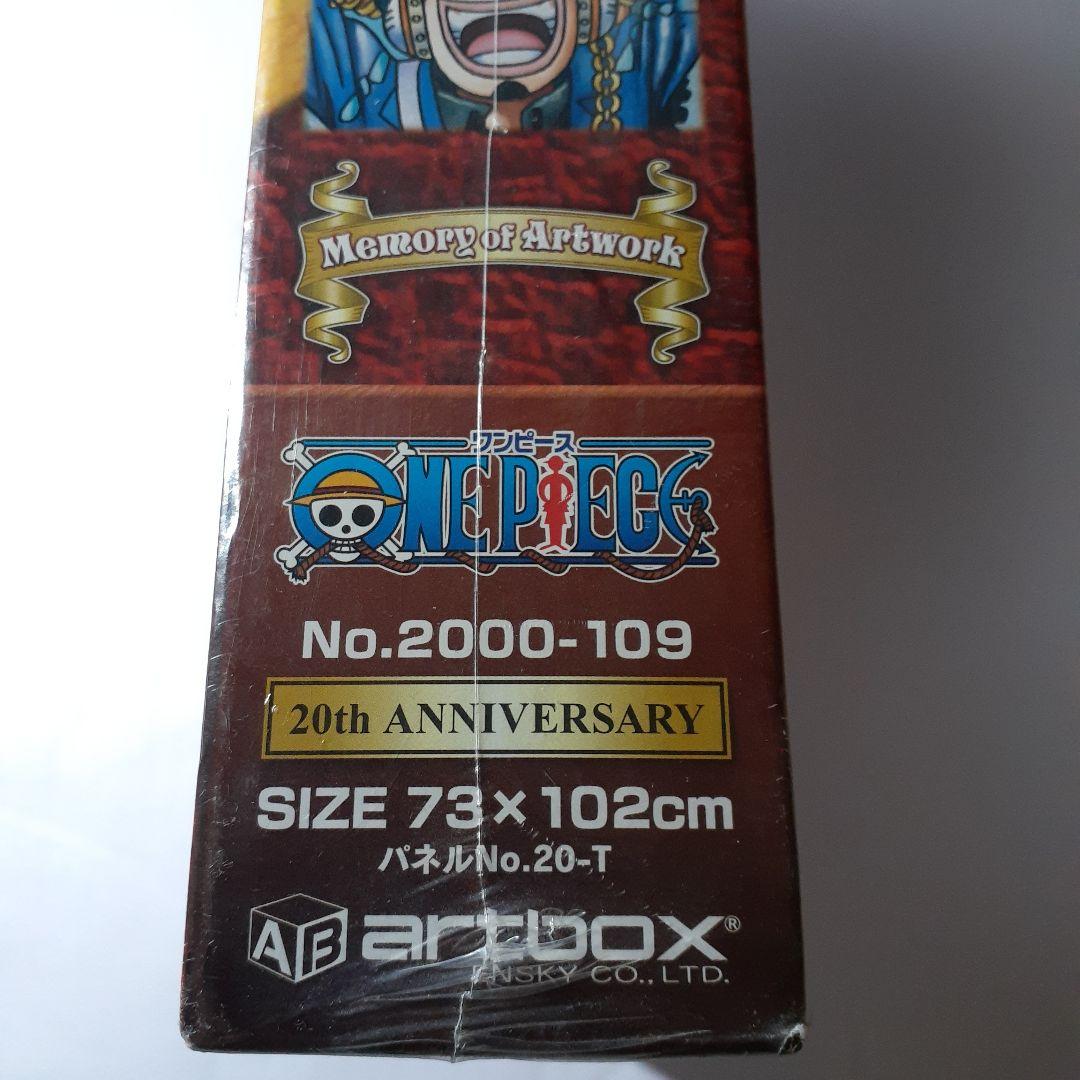 Memory of Artwork
ワンピース
ONE PIECE
No.2000-109
20th ANNIVERSARY
SIZE 73×102cm
パネルNo.20-T
AB artbox®
ENSKY CO., LTD.